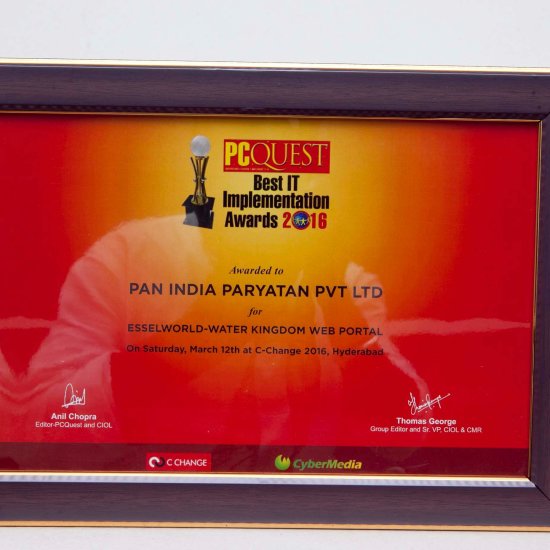 PCQUEST
Best IT
Implementation
Awards 2016
Awarded to
PAN INDIA PARYATAN PVT LTD
for
ESSELWORLD-WATER KINGDOM WEB PORTAL
On Saturday, March 12th at C-Change 2016, Hyderabad
Anil Chopra
Editor-PCQuest and CIOL
Thomas George
Group Editor and Sr. VP, CIOL & CMR
C CHANGE
CyberMedia